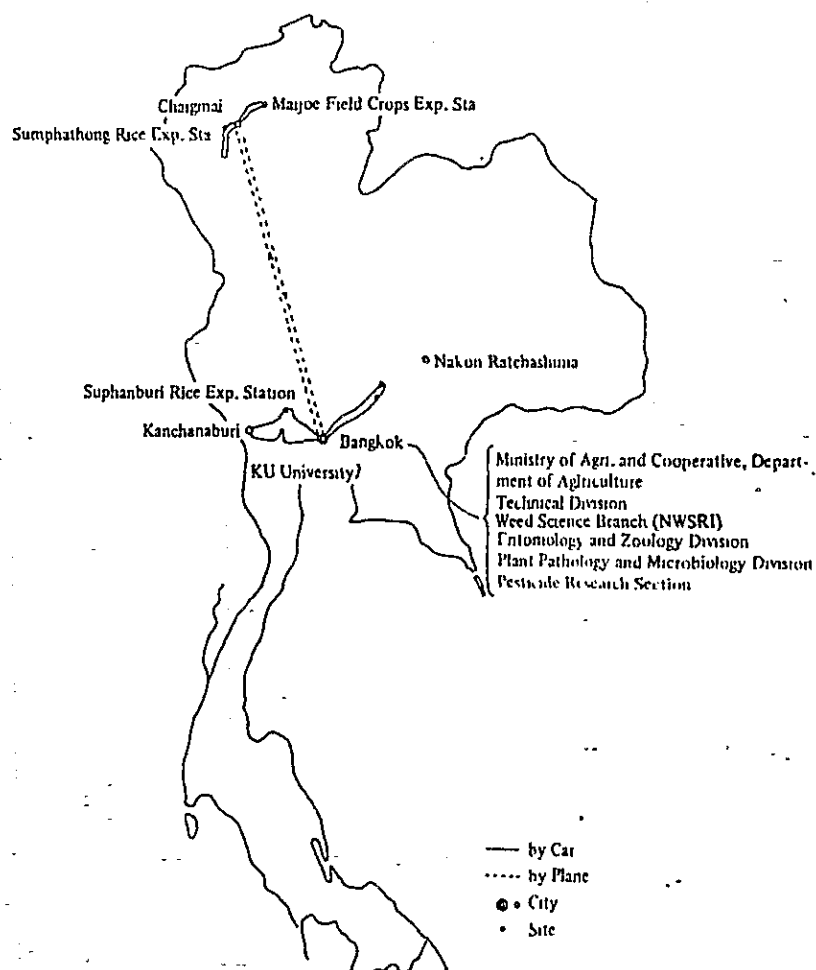 Chaigmai
Maijoe Field Crops Exp. Sta
Sumphathong Rice Exp. Sta
Nakon Ratchashima
Suphanburi Rice Exp. Station
Kanchanaburi
Bangkok
KU University
Ministry of Agri. and Cooperative, Depart-
ment of Agriculture
Technical Division
Weed Science Branch (NWSRI)
Entomology and Zoology Division
Plant Pathology and Microbiology Division
Pesticide Research Section
by Car
by Plane
City
Site